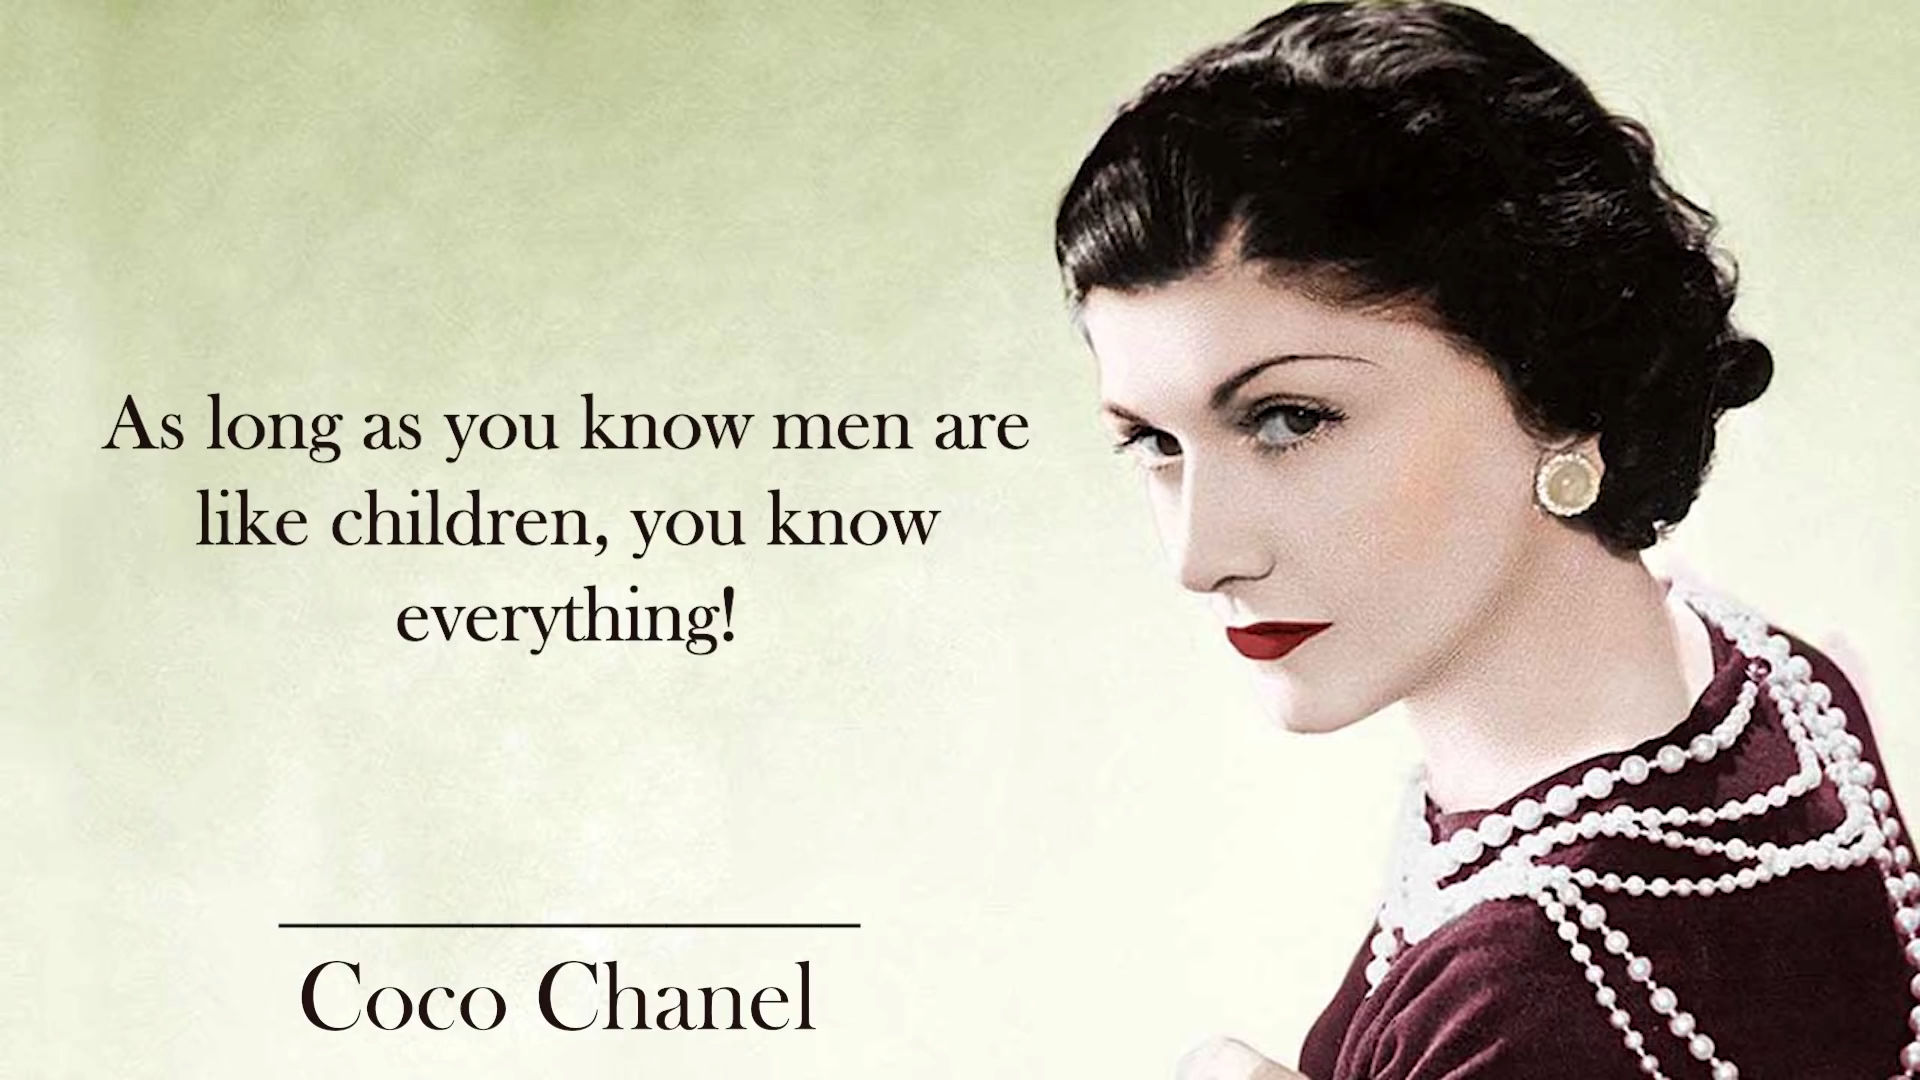 As long as you know men are
like children, you know
everything!
Coco Chanel